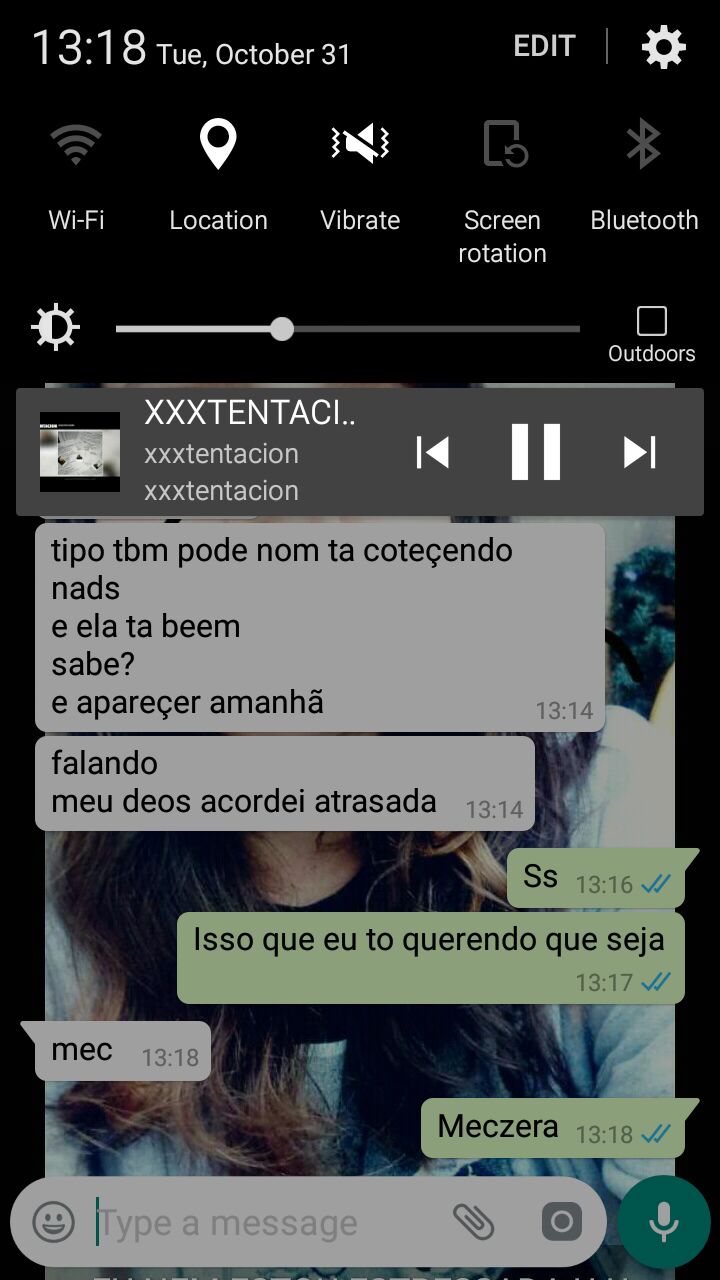 13:18 Tue, October 31 EDIT
Wi-Fi Location Vibrate Screen rotation Bluetooth
Outdoors
XXXTENTACI..
xxxtentacion
xxxtentacion
tipo tbm pode nom ta coteçendo
nads
e ela ta beem
sabe?
e apareçer amanhã
13:14
falando
meu deos acordei atrasada 13:14
Ss 13:16
Isso que eu to querendo que seja
13:17
mec 13:18
Meczera 13:18
Type a message